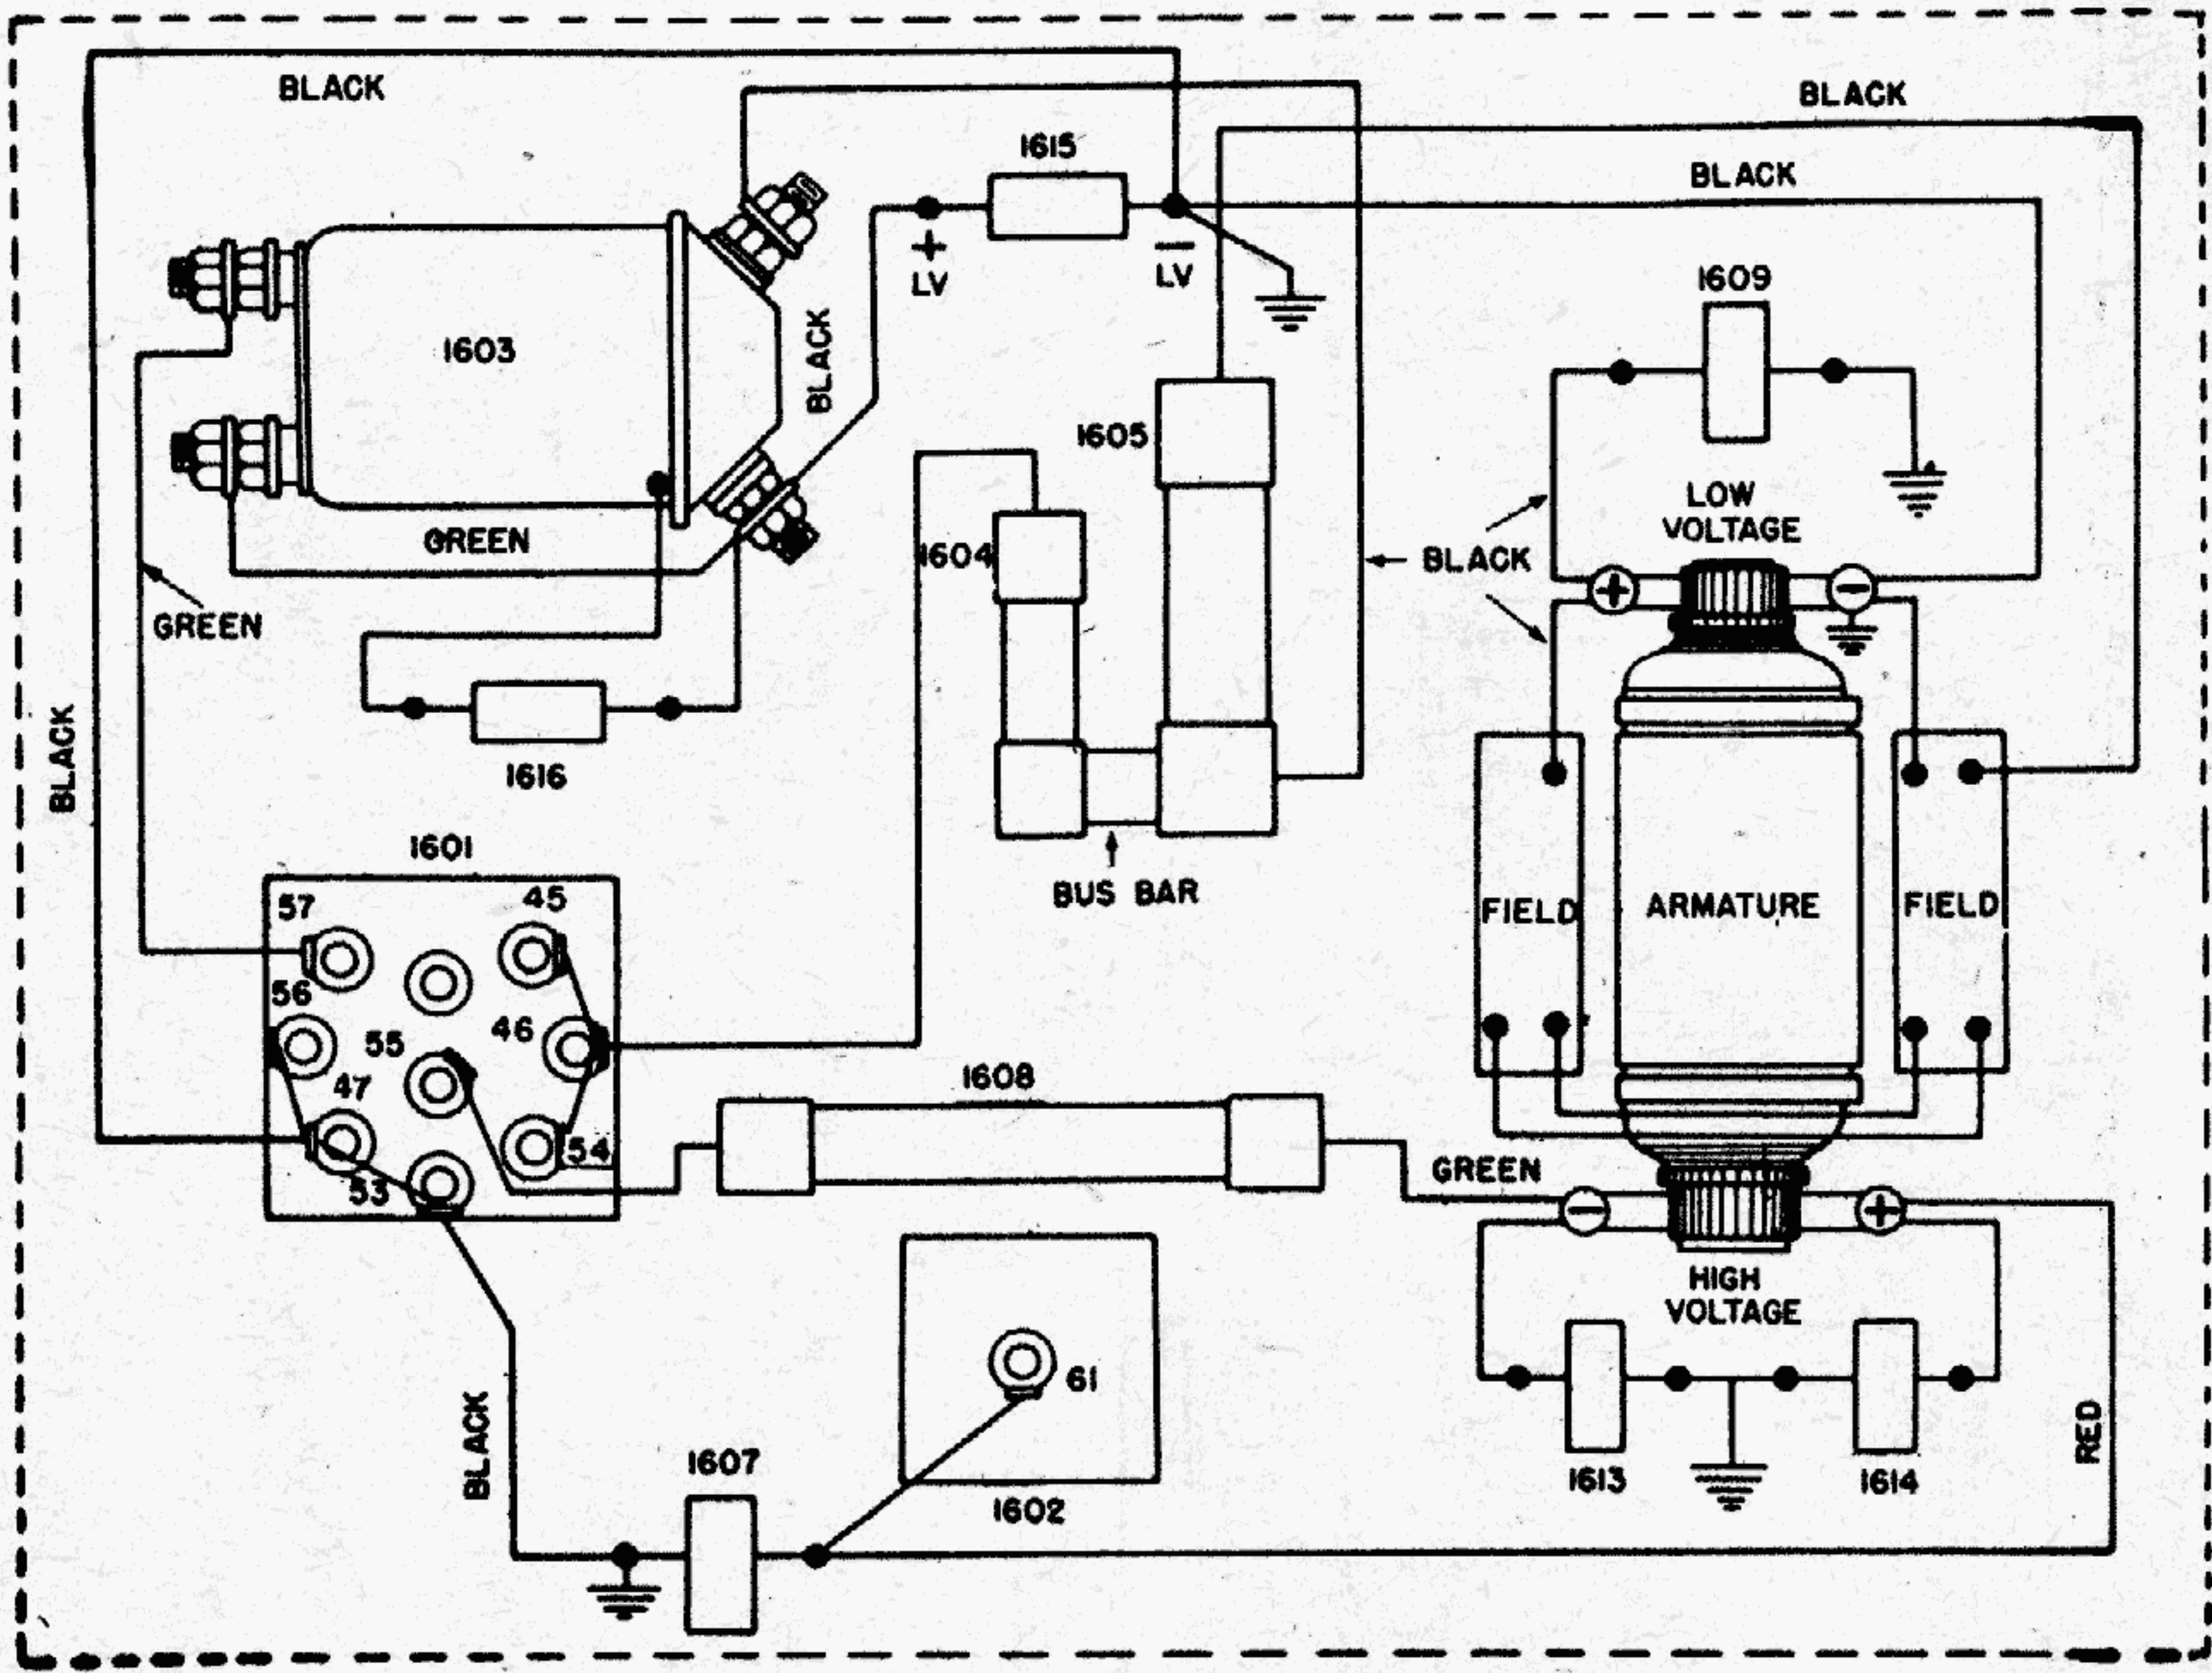 BLACK
BLACK
1615
BLACK
+
LV
−
LV
1609
1603
BLACK
1605
LOW
VOLTAGE
GREEN
1604
BLACK
+
−
GREEN
BLACK
1616
1601
BUS BAR
57
45
FIELD
ARMATURE
FIELD
56
55
46
47
1608
54
53
GREEN
−
+
HIGH
VOLTAGE
61
BLACK
RED
1607
1613
1614
1602